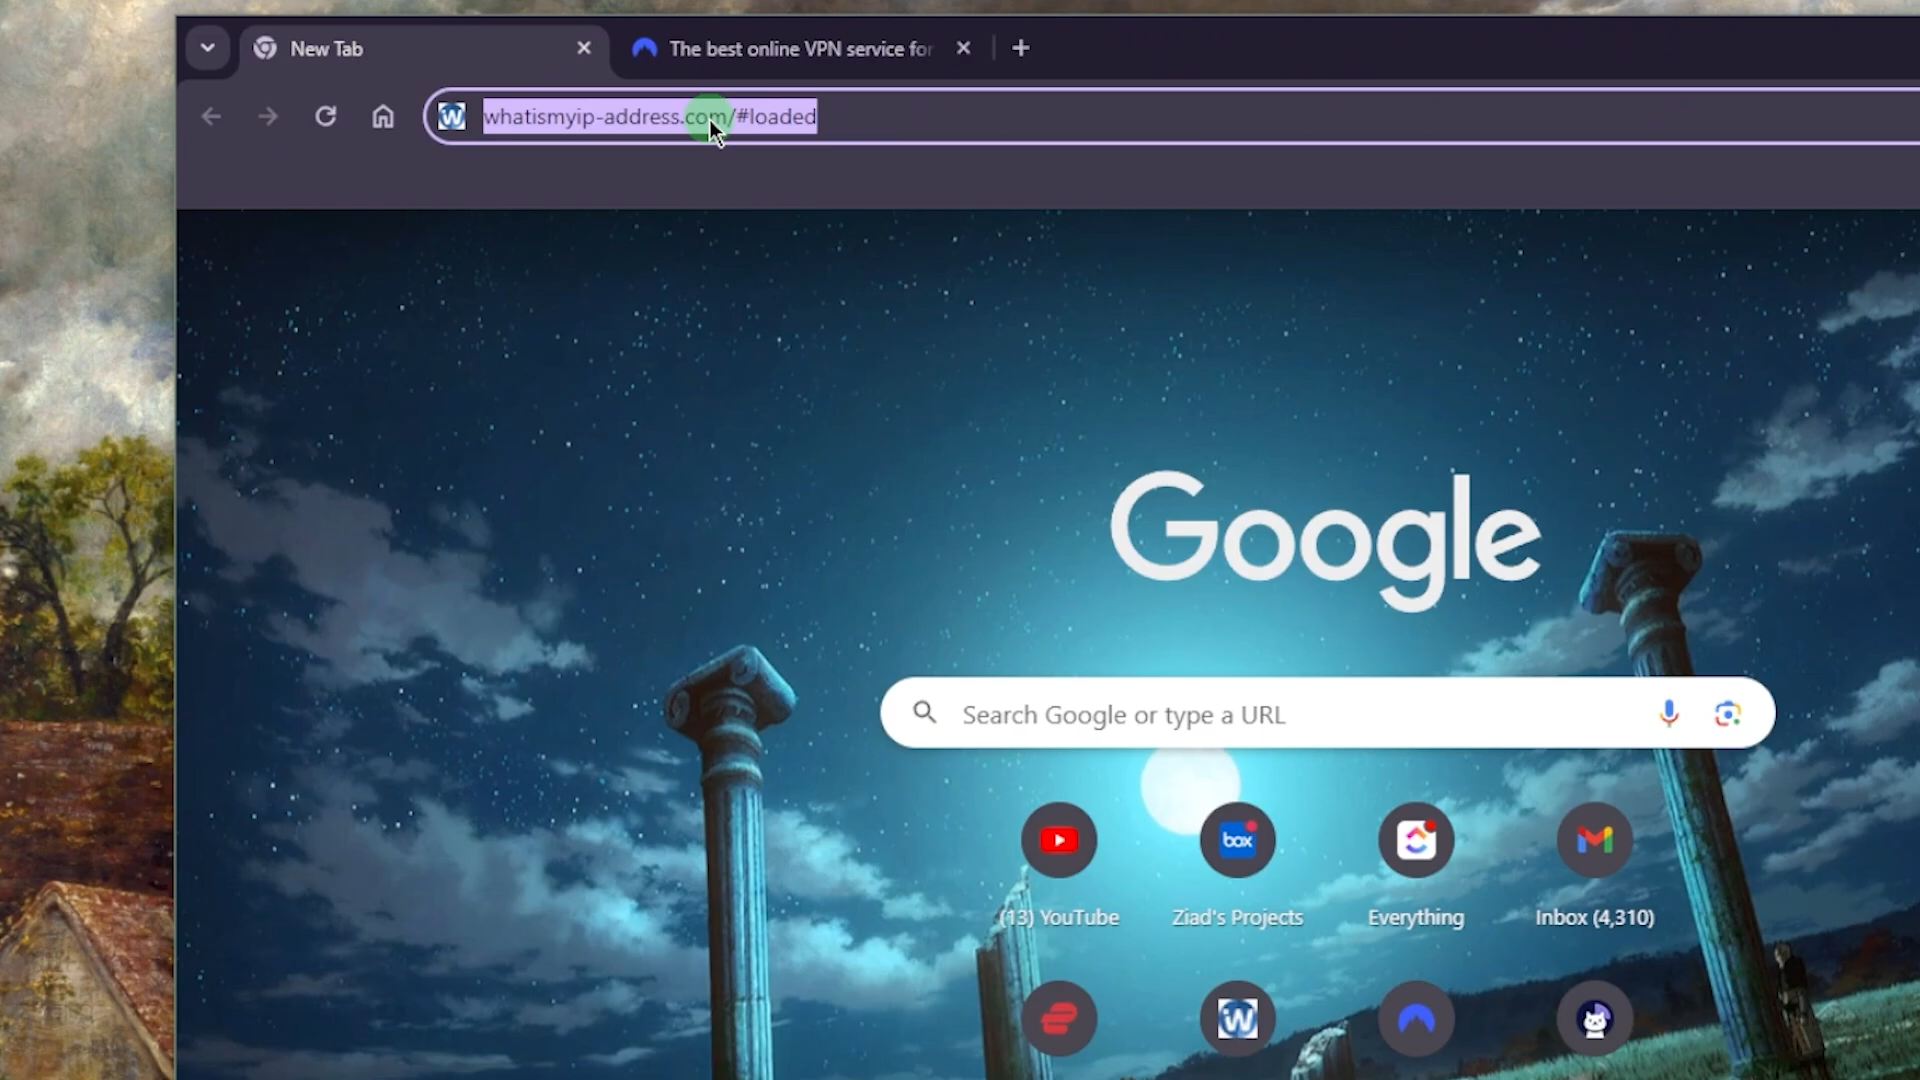 New Tab
The best online VPN service for
whatismyip-address.com/#loaded
Google
Search Google or type a URL
box
(13) YouTube
Ziad's Projects
Everything
Inbox (4,310)